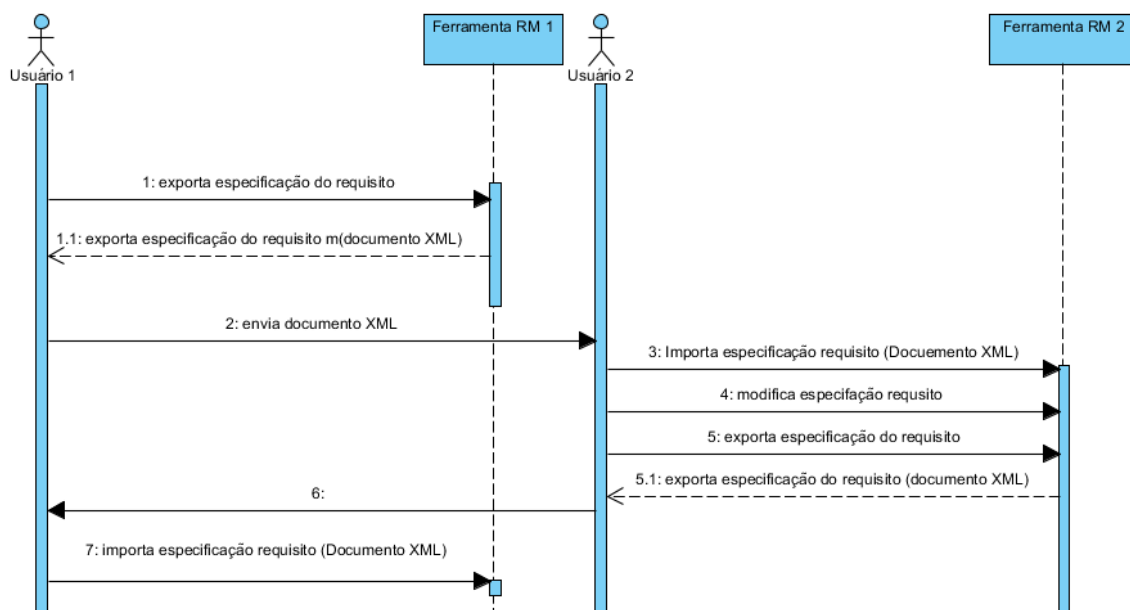 Ferramenta RM 1
Ferramenta RM 2
Usuário 1
Usuário 2
1: exporta especificação do requisito
1.1: exporta especificação do requisito m(documento XML)
2: envia documento XML
3: Importa especificação requisito (Docuemento XML)
4: modifica especifação requsito
5: exporta especificação do requisito
5.1: exporta especificação do requisito (documento XML)
6:
7: importa especificação requisito (Documento XML)